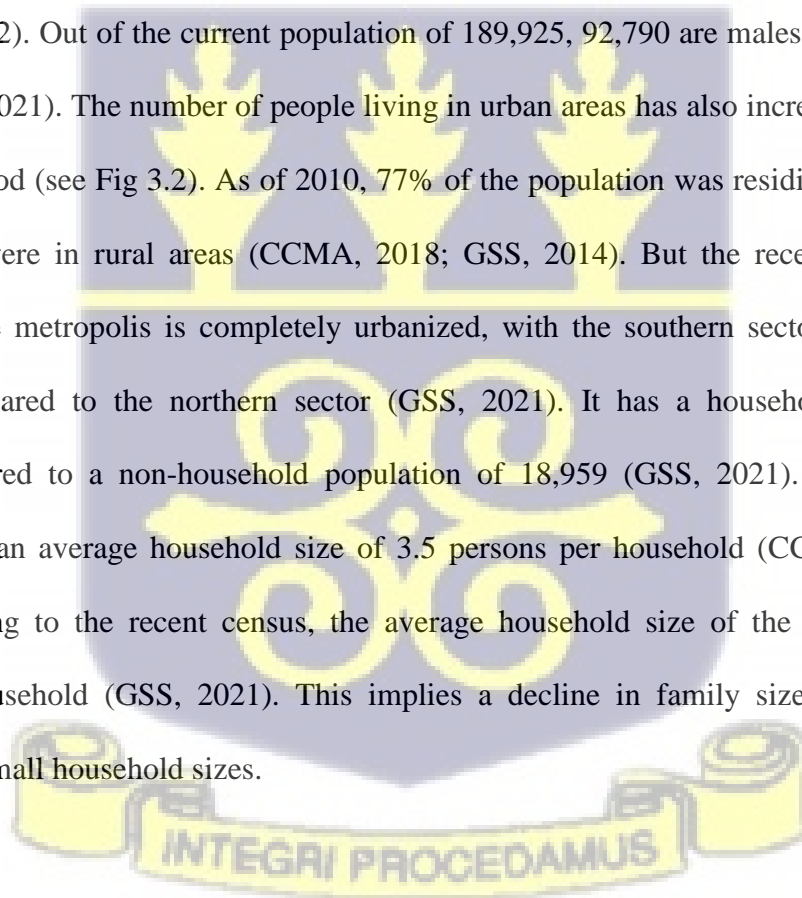 2). Out of the current population of 189,925, 92,790 are males
021). The number of people living in urban areas has also incre
od (see Fig 3.2). As of 2010, 77% of the population was residi
vere in rural areas (CCMA, 2018; GSS, 2014). But the rece
e metropolis is completely urbanized, with the southern secto
ared to the northern sector (GSS, 2021). It has a househo
red to a non-household population of 18,959 (GSS, 2021).
an average household size of 3.5 persons per household (CC
ng to the recent census, the average household size of the
usehold (GSS, 2021). This implies a decline in family size
mall household sizes.
INTEGRI PROCEDAMUS